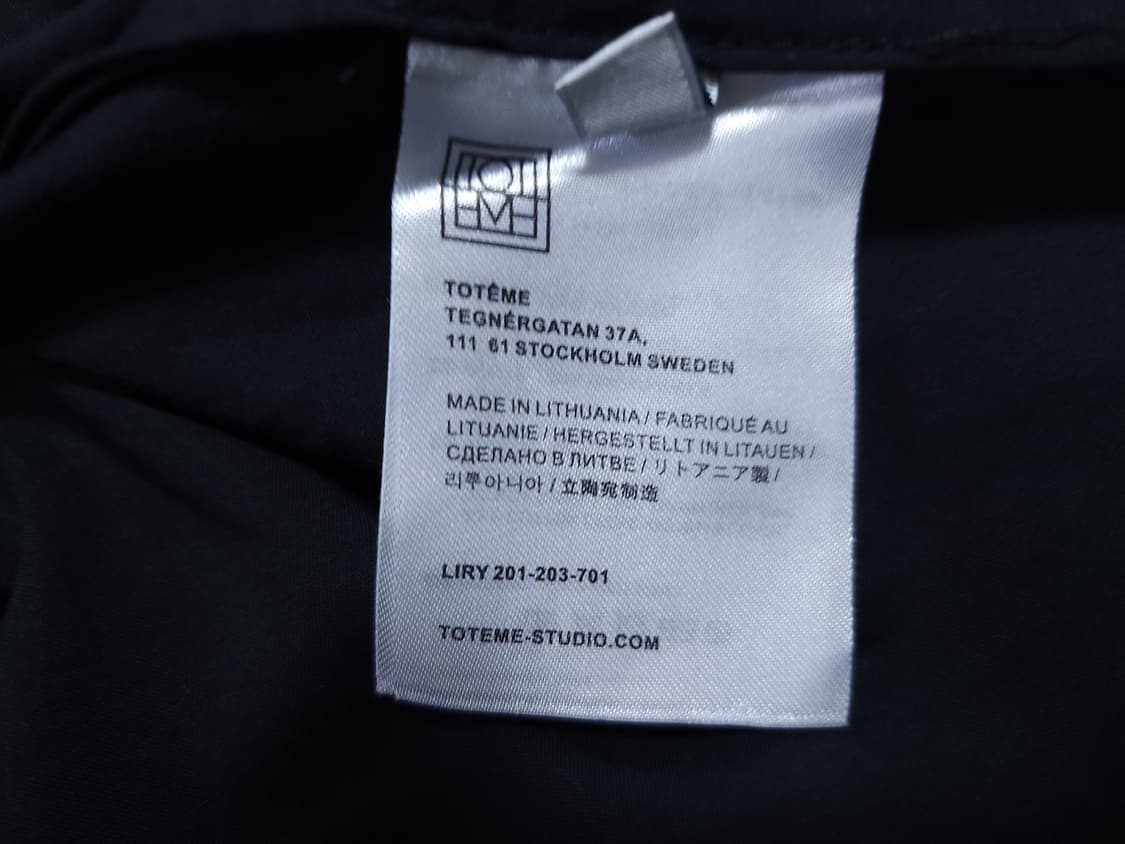 TOTÊME
TOTÊME
TEGNÉRGATAN 37A,
111 61 STOCKHOLM SWEDEN
MADE IN LITHUANIA / FABRIQUÉ AU
LITUANIE / HERGESTELLT IN LITAUEN /
СДЕЛАНО В ЛИТВЕ / リトアニア製 /
리투아니아 / 立陶宛制造
LIRY 201-203-701
TOTEME-STUDIO.COM